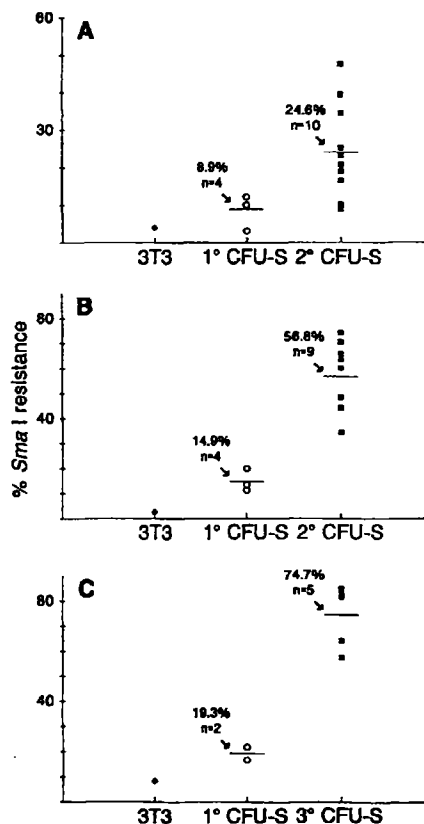 60
A
24.6%
n=10
30
8.9%
n=4
3T3 1° CFU-S 2° CFU-S
% Sma I resistance
80
B
56.8%
n=9
40
14.9%
n=4
3T3 1° CFU-S 2° CFU-S
74.7%
n=5
80
C
40
19.3%
n=2
3T3 1° CFU-S 3° CFU-S